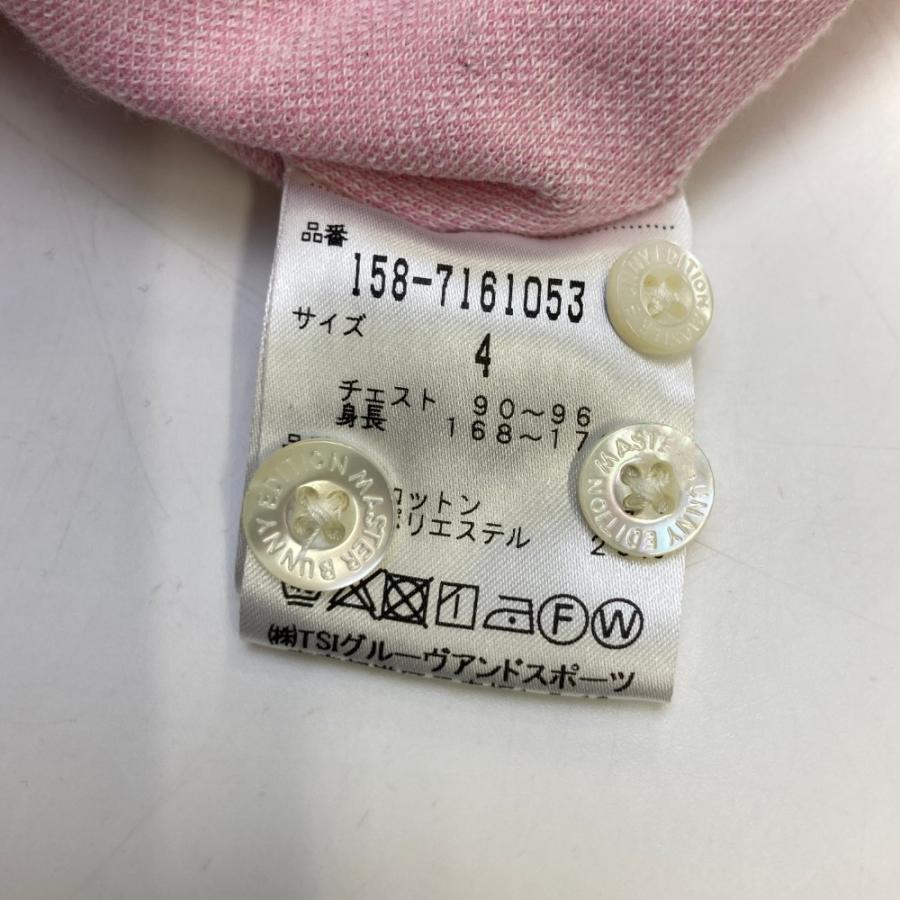 品番
158-7161053
サイズ
4
チェスト 90～96
身長 168～17
コットン
ポリエステル
F W
(株)TSIグルーヴアンドスポーツ
MASTER BUNNY EDITION
MASTER BUNNY EDITION
EDITION